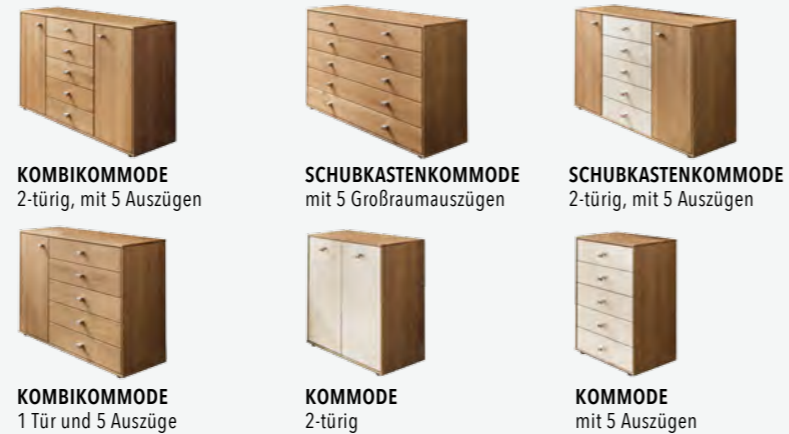 KOMBIKOMMODE
2-türig, mit 5 Auszügen
SCHUBKASTENKOMMODE
mit 5 Großraumauszügen
SCHUBKASTENKOMMODE
2-türig, mit 5 Auszügen
KOMBIKOMMODE
1 Tür und 5 Auszüge
KOMMODE
2-türig
KOMMODE
mit 5 Auszügen